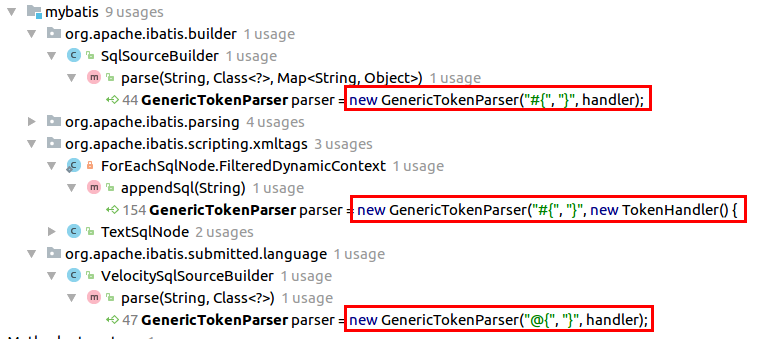 mybatis 9 usages
org.apache.ibatis.builder 1 usage
SqlSourceBuilder 1 usage
parse(String, Class<?>, Map<String, Object>) 1 usage
44 GenericTokenParser parser = new GenericTokenParser("#{", "}", handler);
org.apache.ibatis.parsing 4 usages
org.apache.ibatis.scripting.xmltags 3 usages
ForEachSqlNode.FilteredDynamicContext 1 usage
appendSql(String) 1 usage
154 GenericTokenParser parser = new GenericTokenParser("#{", "}", new TokenHandler() {
TextSqlNode 2 usages
org.apache.ibatis.submitted.language 1 usage
VelocitySqlSourceBuilder 1 usage
parse(String, Class<?>) 1 usage
47 GenericTokenParser parser = new GenericTokenParser("@{", "}", handler);